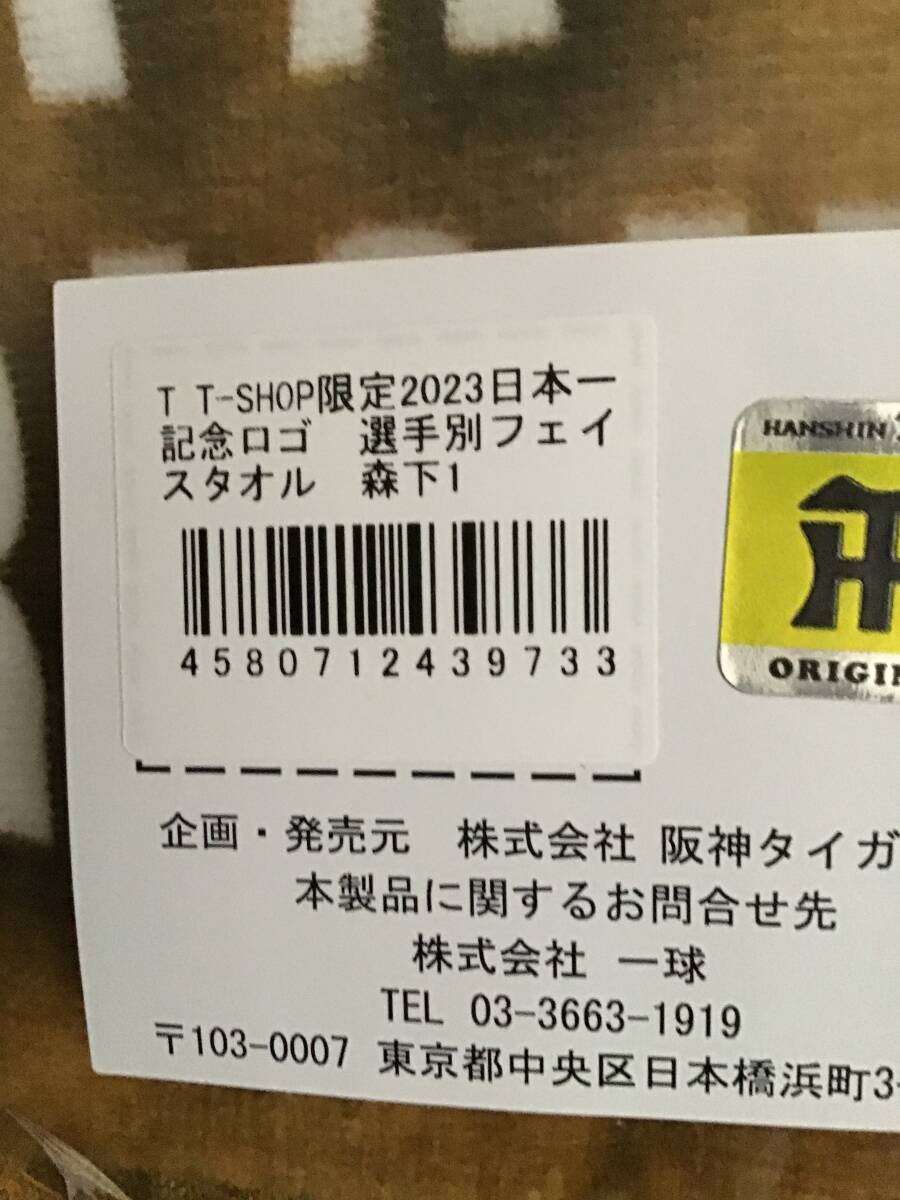 T T-SHOP限定2023日本一
記念ロゴ　選手別フェイ
スタオル　森下1
4580712439733
HANSHIN
ORIGIN
企画・発売元　株式会社 阪神タイガ
本製品に関するお問合せ先
株式会社 一球
TEL 03-3663-1919
〒103-0007 東京都中央区日本橋浜町3-